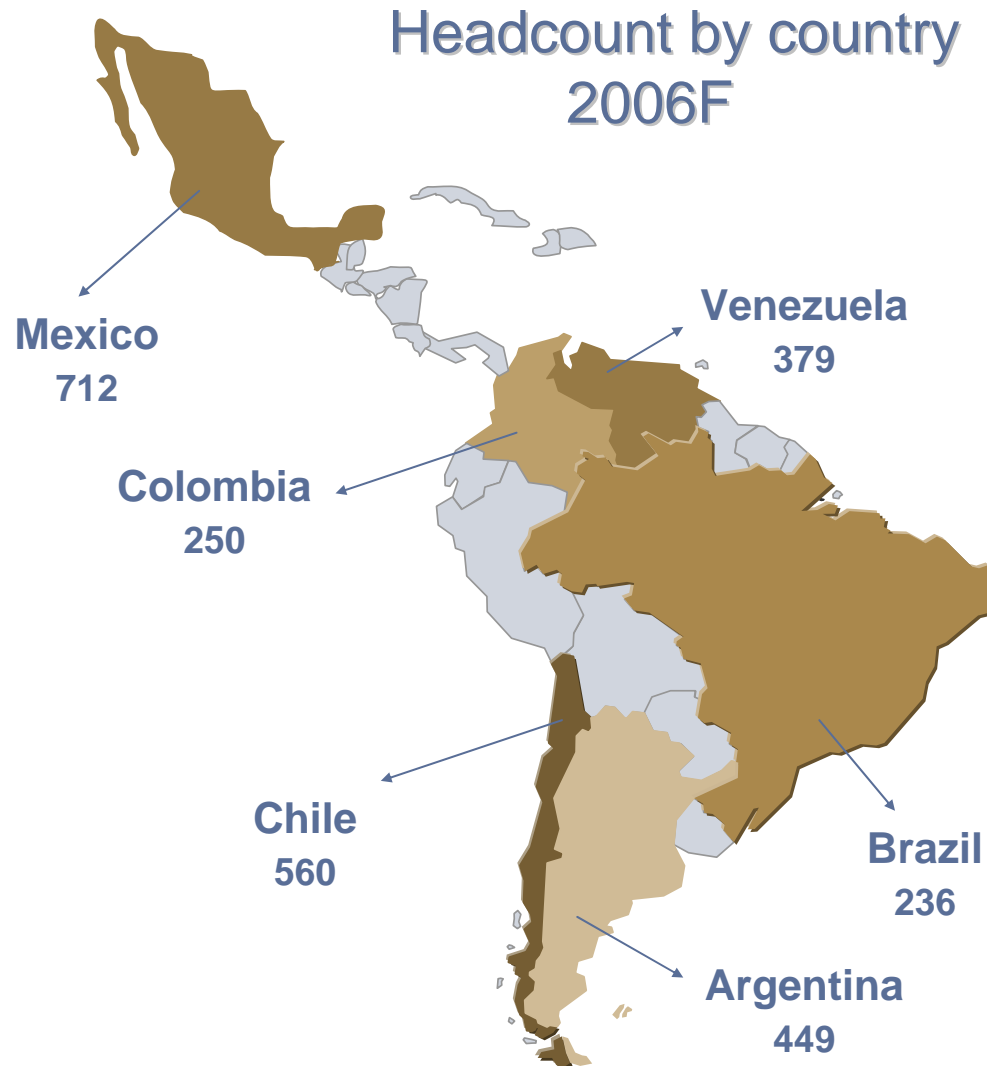 Headcount by country
2006F
Mexico
712
Venezuela
379
Colombia
250
Chile
560
Brazil
236
Argentina
449